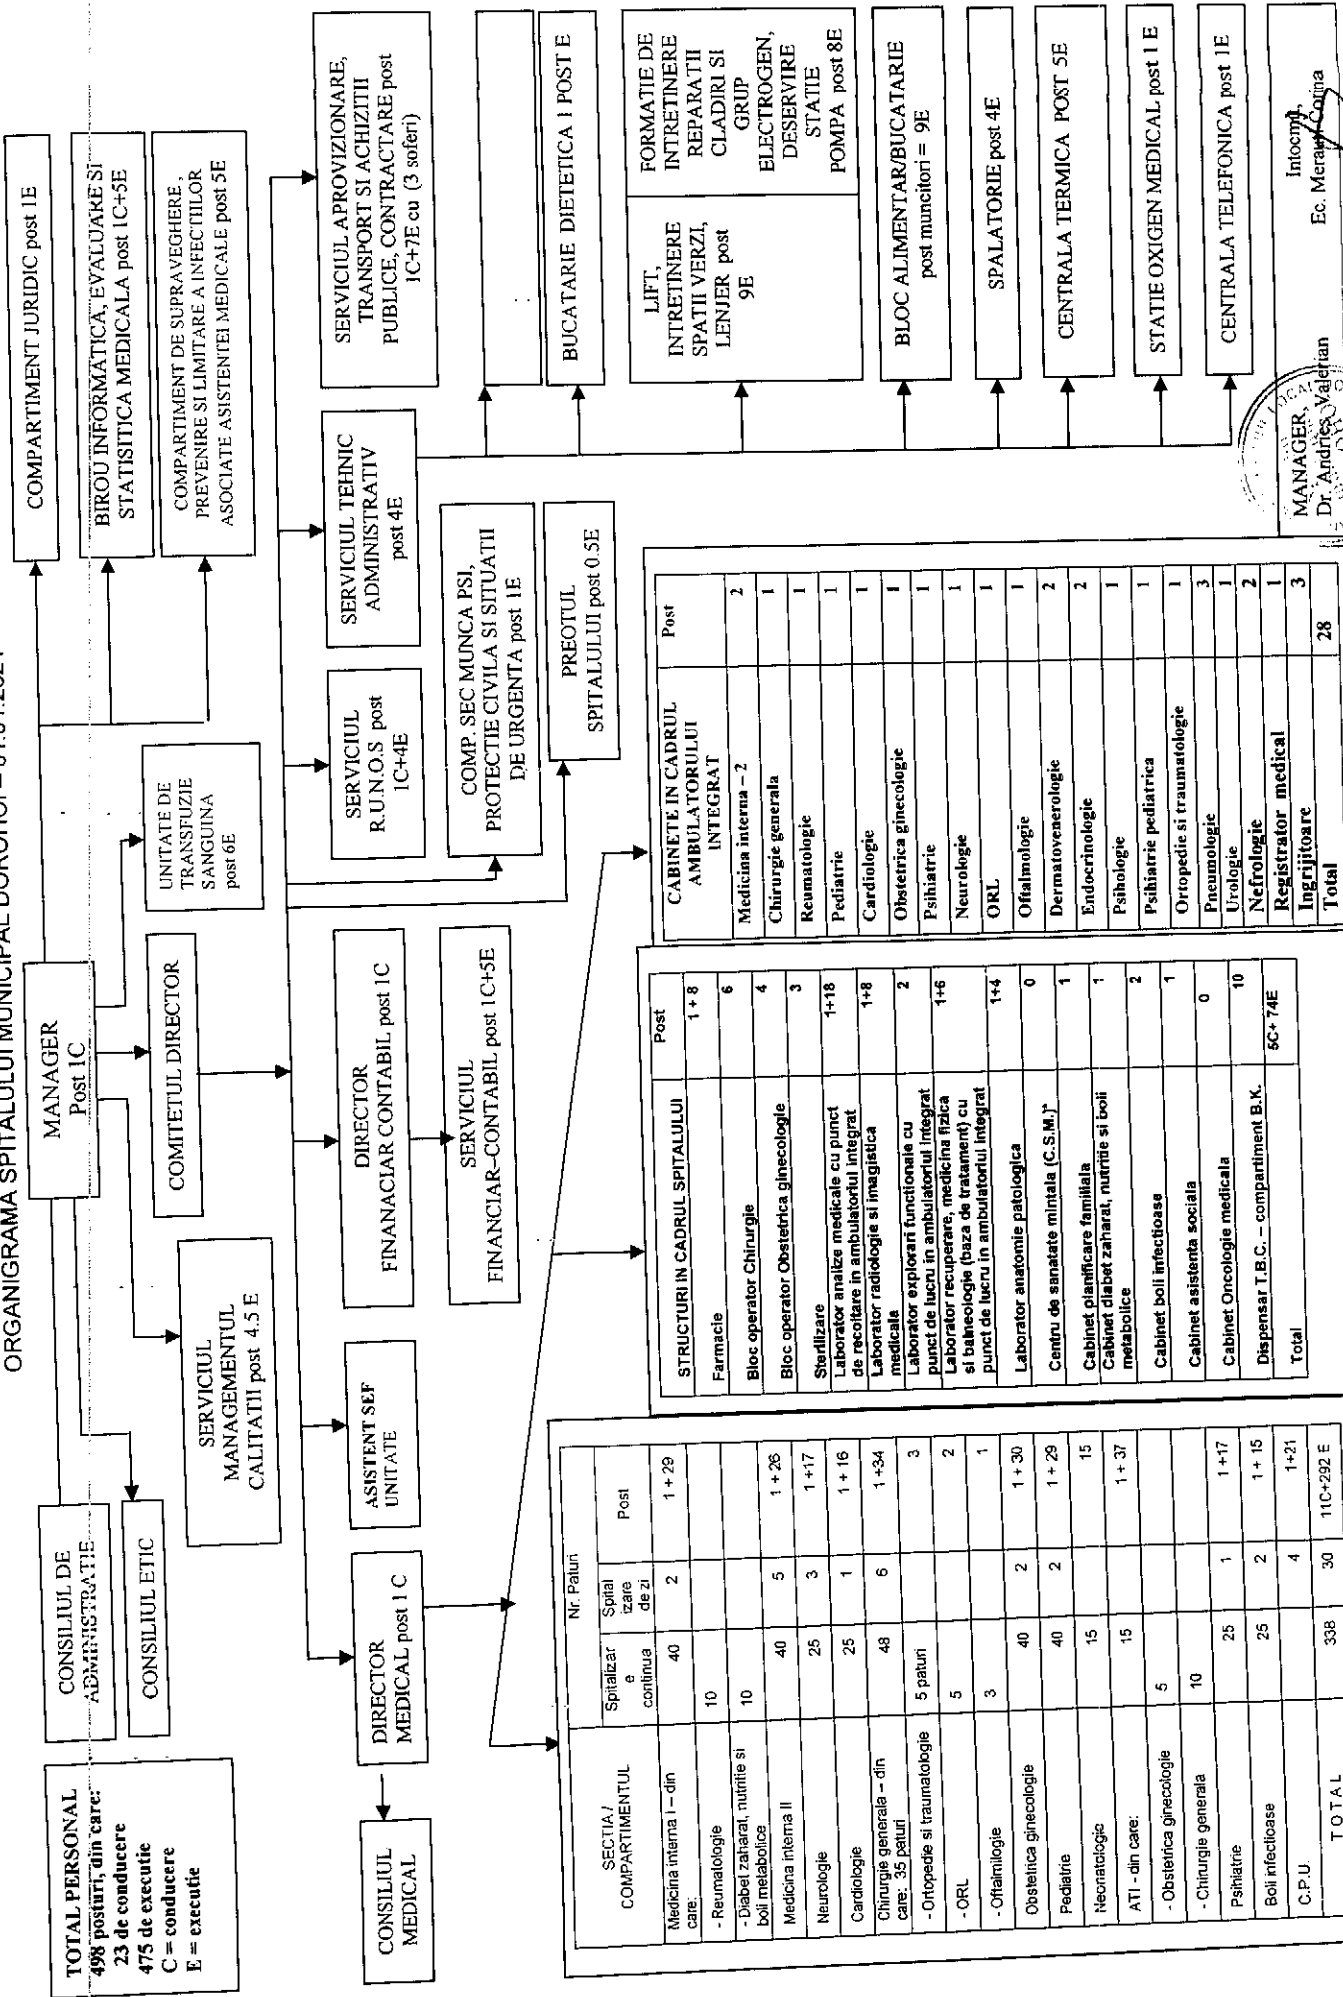 ORGANIGRAMA SPITALULUI MUNICIPAL DOROHOI – 01.01.2021
TOTAL PERSONAL
498 posturi, din care:
23 de conducere
475 de executie
C = conducere
E = executie
CONSILIUL DE
ADMINISTRATIE
CONSILIUL ETIC
MANAGER
Post 1C
COMITETUL DIRECTOR
SERVICIUL
MANAGEMENTUL
CALITATII post 4.5 E
UNITATE DE
TRANSFUZIE
SANGUINA
post 6E
COMPARTIMENT JURIDIC post 1E
BIROU INFORMATICA, EVALUARE SI
STATISITICA MEDICALA post 1C+5E
COMPARTIMENT DE SUPRAVEGHERE ,
PREVENIRE SI LIMITARE A INFECTIILOR
ASOCIATE ASISTENTEI MEDICALE post 5E
CONSILIUL
MEDICAL
DIRECTOR
MEDICAL post 1 C
ASISTENT SEF
UNITATE
DIRECTOR
FINANACIAR CONTABIL post 1C
SERVICIUL
FINANCIAR–CONTABIL post 1C+5E
SERVICIUL
R.U.N.O.S post
1C+4E
SERVICIUL TEHNIC
ADMINISTRATIV
post 4E
SERVICIUL APROVIZIONARE,
TRANSPORT SI ACHIZITII
PUBLICE, CONTRACTARE post
1C+7E cu (3 soferi)
COMP. SEC MUNCA PSI,
PROTECTIE CIVILA SI SITUATII
DE URGENTA post 1E
PREOTUL
SPITALULUI post 0.5E
BUCATARIE DIETETICA 1 POST E
LIFT,
INTRETINERE
SPATII VERZI,
LENJER post
9E
FORMATIE DE
INTRETINERE
REPARATII
CLADIRI SI
GRUP
ELECTROGEN,
DESERVIRE
STATIE
POMPA post 8E
BLOC ALIMENTAR/BUCATARIE
post muncitori = 9E
SPALATORIE post 4E
CENTRALA TERMICA POST 5E
STATIE OXIGEN MEDICAL post 1 E
CENTRALA TELEFONICA post 1E
SECTIA /
COMPARTIMENTUL
Nr. Paturi
Spitalizar
e
continua
Spital
izare
de zi
Post
Medicina interna I – din
care: 40 2 1 + 29
- Reumatologie 10
- Diabet zaharat, nutritie si
boli metabolice 10
Medicina interna II 40 5 1 + 26
Neurologie 25 3 1 +17
Cardiologie 25 1 1 + 16
Chirurgie generala – din
care: 35 paturi 48 6 1 +34
- Ortopedie si traumatologie 5 paturi 3
- ORL 5 2
- Oftalmilogie 3 1
Obstetrica ginecologie 40 2 1 + 30
Pediatrie 40 2 1 + 29
Neonatologie 15 15
ATI - din care: 15 1 + 37
- Obstetrica ginecologie 5
- Chirurgie generala 10
Psihiatrie 25 1 1 +17
Boli infectioase 25 2 1 + 15
C.P.U. 4 1+21
T O T A L 338 30 11C+292 E
STRUCTURI IN CADRUL SPITALULUI Post
Farmacie 1 + 8
Bloc operator Chirurgie 6
Bloc operator Obstetrica ginecologie 4
Sterilizare 3
Laborator analize medicale cu punct
de recoltare in ambulatoriul integrat 1+18
Laborator radiologie si imagistica
medicala 1+8
Laborator explorari functionale cu
punct de lucru in ambulatoriul integrat 2
Laborator recuperare, medicina fizica
si balneologie (baza de tratament) cu
punct de lucru in ambulatoriul integrat 1+6
Laborator anatomie patologica 1+4
Centru de sanatate mintala (C.S.M.)* 0
Cabinet planificare familiala 1
Cabinet diabet zaharat, nutritie si boli
metabolice 1
Cabinet boli infectioase 2
Cabinet asistenta sociala 1
Cabinet Oncologie medicala 0
Dispensar T.B.C. – compartiment B.K. 10
Total 5C+ 74E
CABINETE IN CADRUL
AMBULATORULUI
INTEGRAT
Post
Medicina interna – 2 2
Chirurgie generala 1
Reumatologie 1
Pediatrie 1
Cardiologie 1
Obstetrica ginecologie 1
Psihiatrie 1
Neurologie 1
ORL 1
Oftalmologie 1
Dermatovenerologie 2
Endocrinologie 2
Psihologie 1
Psihiatrie pediatrica 1
Ortopedie si traumatologie 1
Pneumologie 3
Urologie 1
Nefrologie 2
Registrator medical 1
Ingrijitoare 3
Total 28
MANAGER,
Dr. Andries Valerian
Intocmit,
Ec. Corina